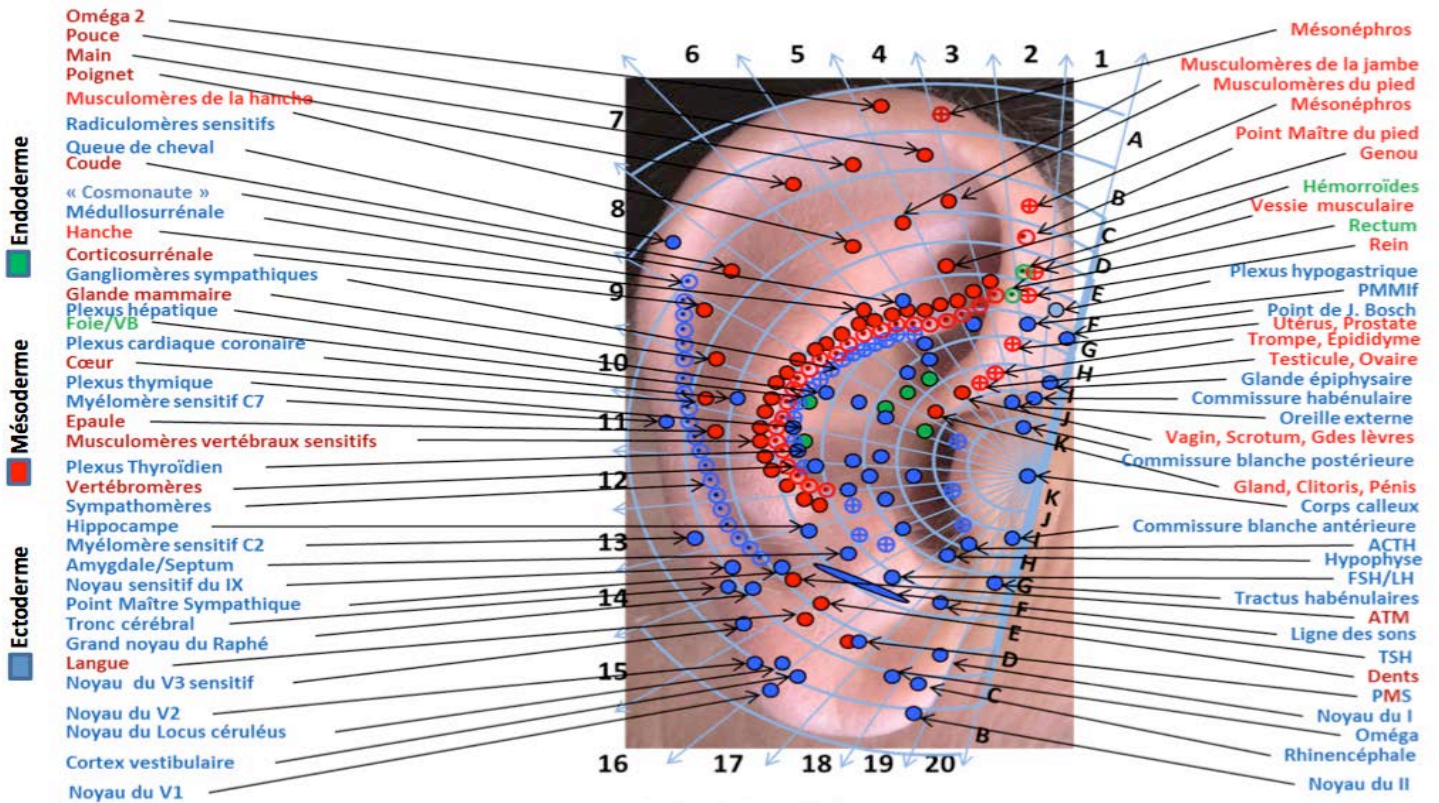 Oméga 2
Pouce
Main
Poignet
Musculomères de la hanche
Radiculomères sensitifs
Queue de cheval
Coude
« Cosmonaute »
Médullosurrénale
Hanche
Corticosurrénale
Gangliomères sympathiques
Glande mammaire
Plexus hépatique
Foie/VB
Plexus cardiaque coronaire
Cœur
Plexus thymique
Myélomère sensitif C7
Epaule
Musculomères vertébraux sensitifs
Plexus Thyroïdien
Vertébromères
Sympathomères
Hippocampe
Myélomère sensitif C2
Amygdale/Septum
Noyau sensitif du IX
Point Maître Sympathique
Tronc cérébral
Grand noyau du Raphé
Langue
Noyau du V3 sensitif
Noyau du V2
Noyau du Locus céruléus
Cortex vestibulaire
Noyau du V1
Endoderme
Mésoderme
Ectoderme
6 5 4 3 2 1
7
8
9
10
11
12
13
14
15
16 17 18 19 20
A
B
C
D
E
F
G
H
I
J
K
K
J
I
H
G
F
E
D
C
B
Mésonéphros
Musculomères de la jambe
Musculomères du pied
Mésonéphros
Point Maître du pied
Genou
Hémorroïdes
Vessie musculaire
Rectum
Rein
Plexus hypogastrique
PMMIf
Point de J. Bosch
Utérus, Prostate
Trompe, Épididyme
Testicule, Ovaire
Glande épiphysaire
Commissure habénulaire
Oreille externe
Vagin, Scrotum, Gdes lèvres
Commissure blanche postérieure
Gland, Clitoris, Pénis
Corps calleux
Commissure blanche antérieure
ACTH
Hypophyse
FSH/LH
Tractus habénulaires
ATM
Ligne des sons
TSH
Dents
PMS
Noyau du I
Oméga
Rhinencéphale
Noyau du II